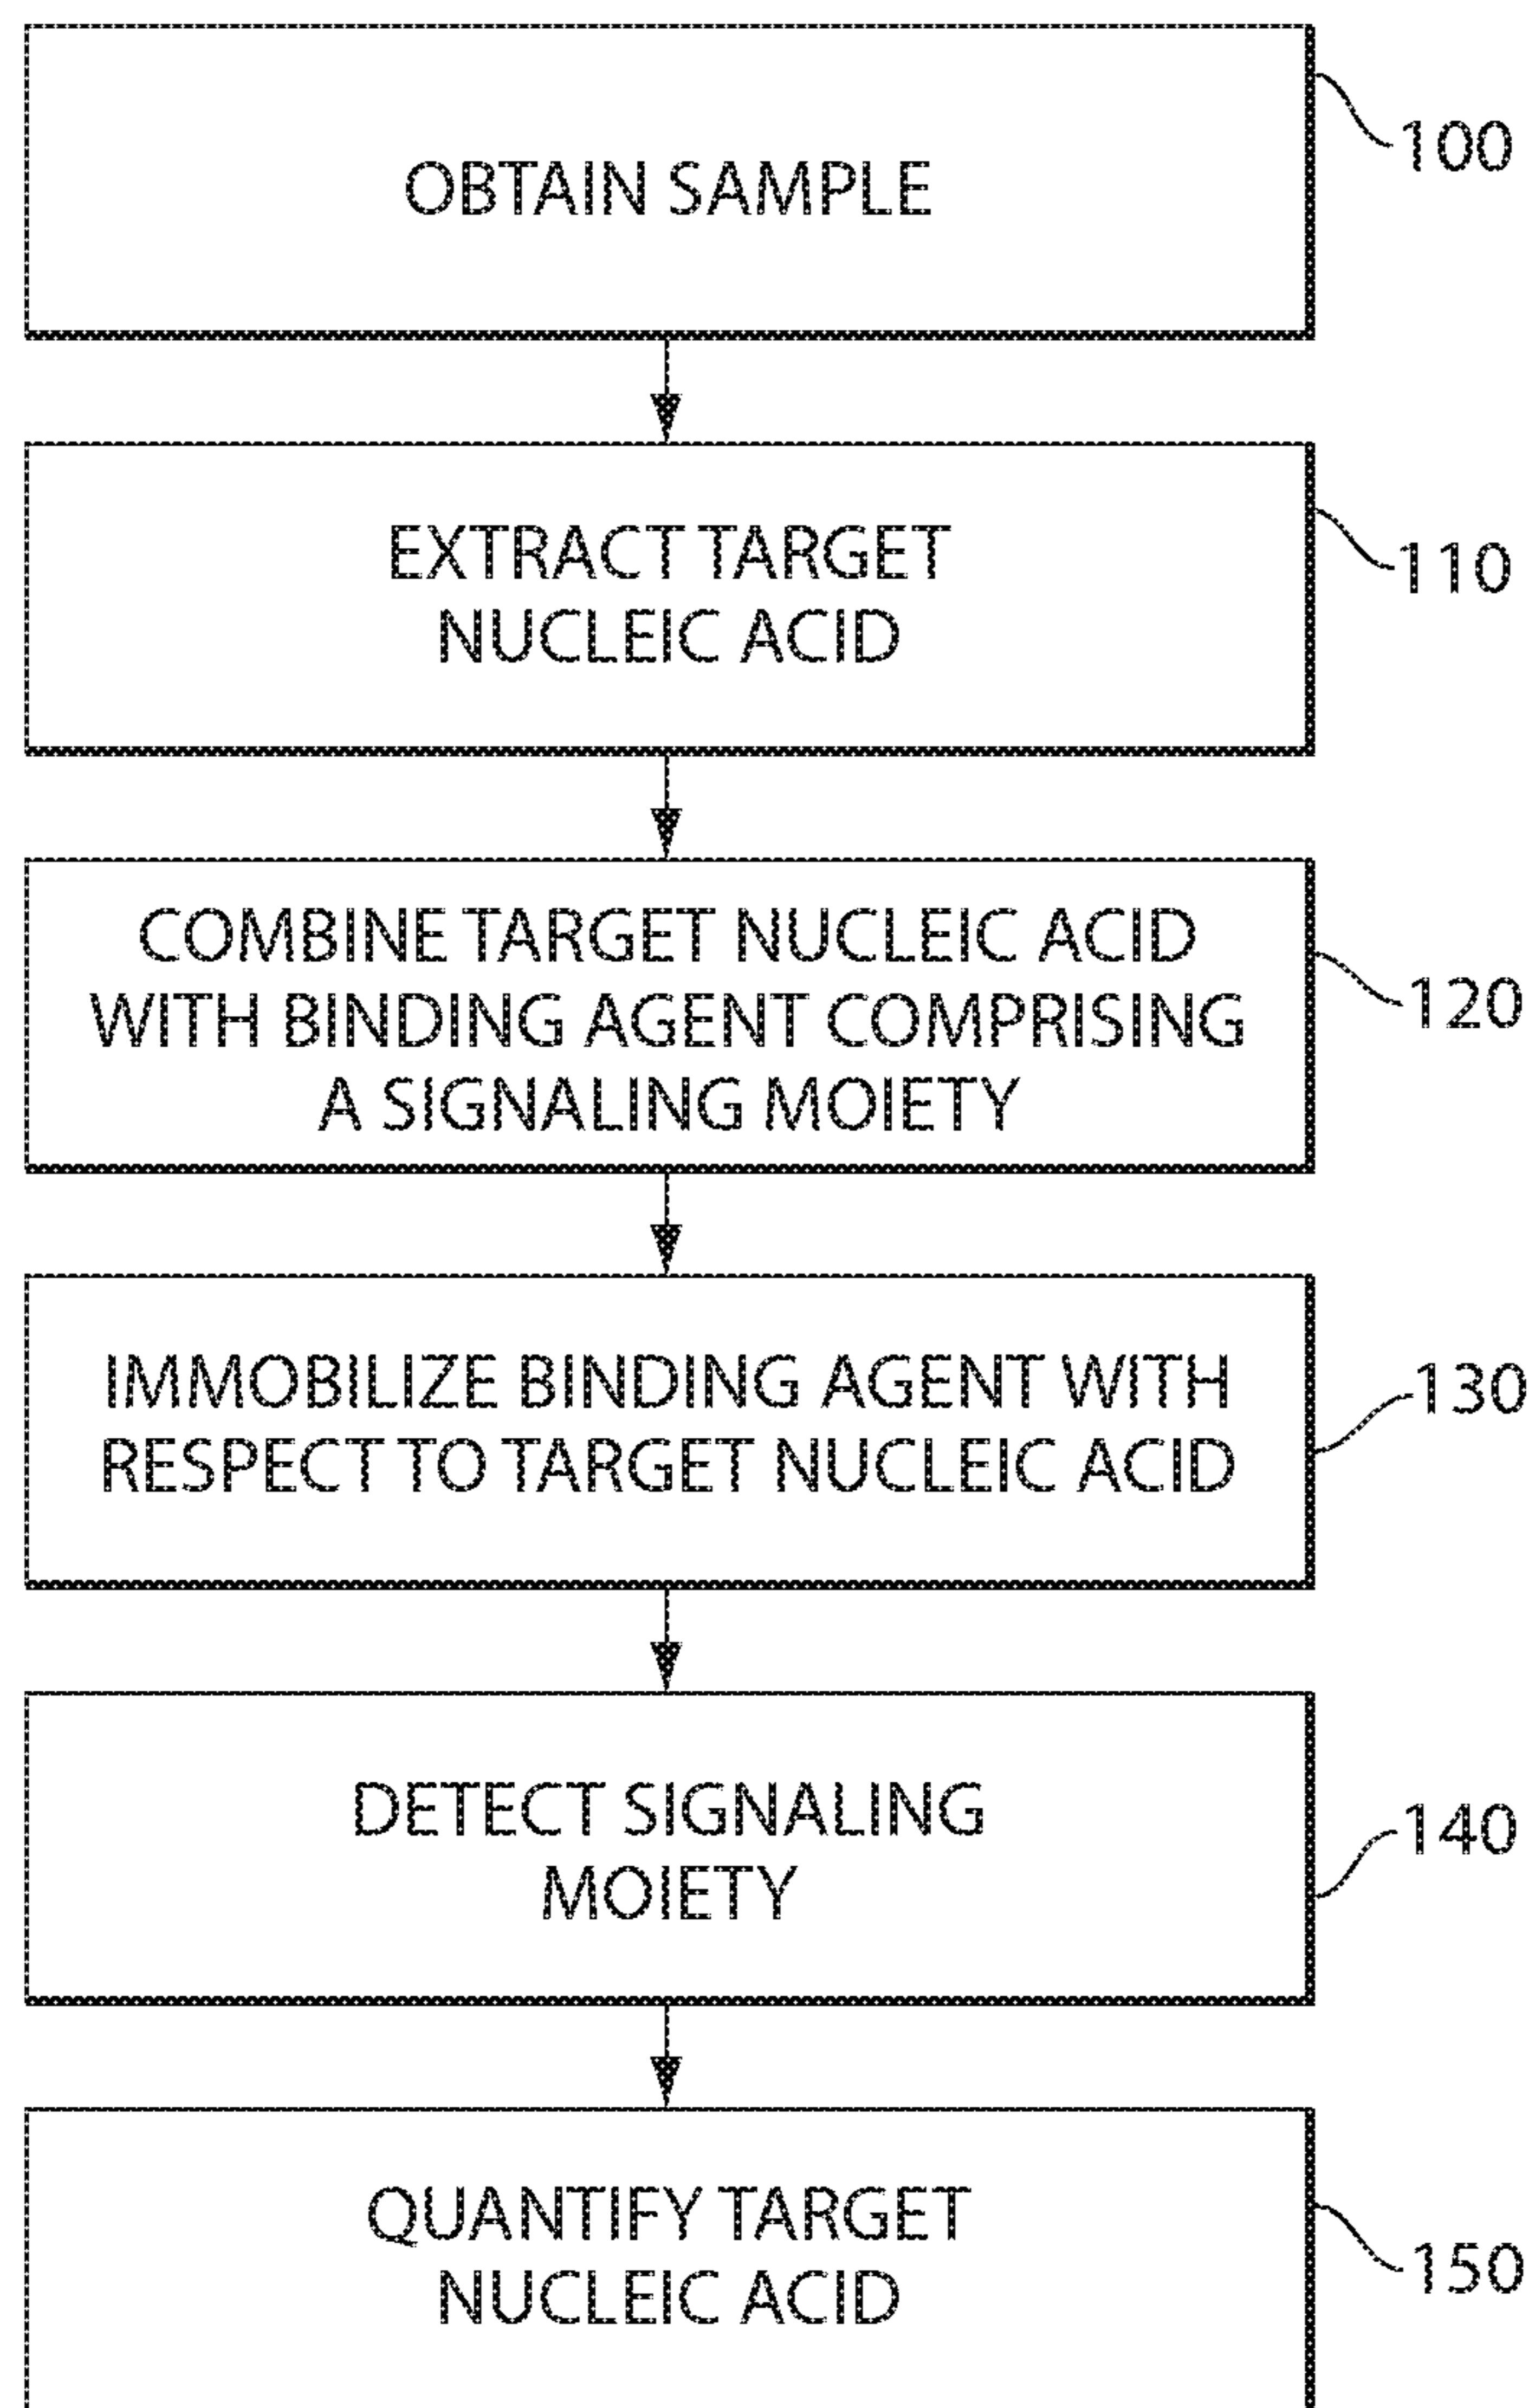 OBTAIN SAMPLE
100
EXTRACT TARGET
NUCLEIC ACID
110
COMBINE TARGET NUCLEIC ACID
WITH BINDING AGENT COMPRISING
A SIGNALING MOIETY
120
IMMOBILIZE BINDING AGENT WITH
RESPECT TO TARGET NUCLEIC ACID
130
DETECT SIGNALING
MOIETY
140
QUANTIFY TARGET
NUCLEIC ACID
150